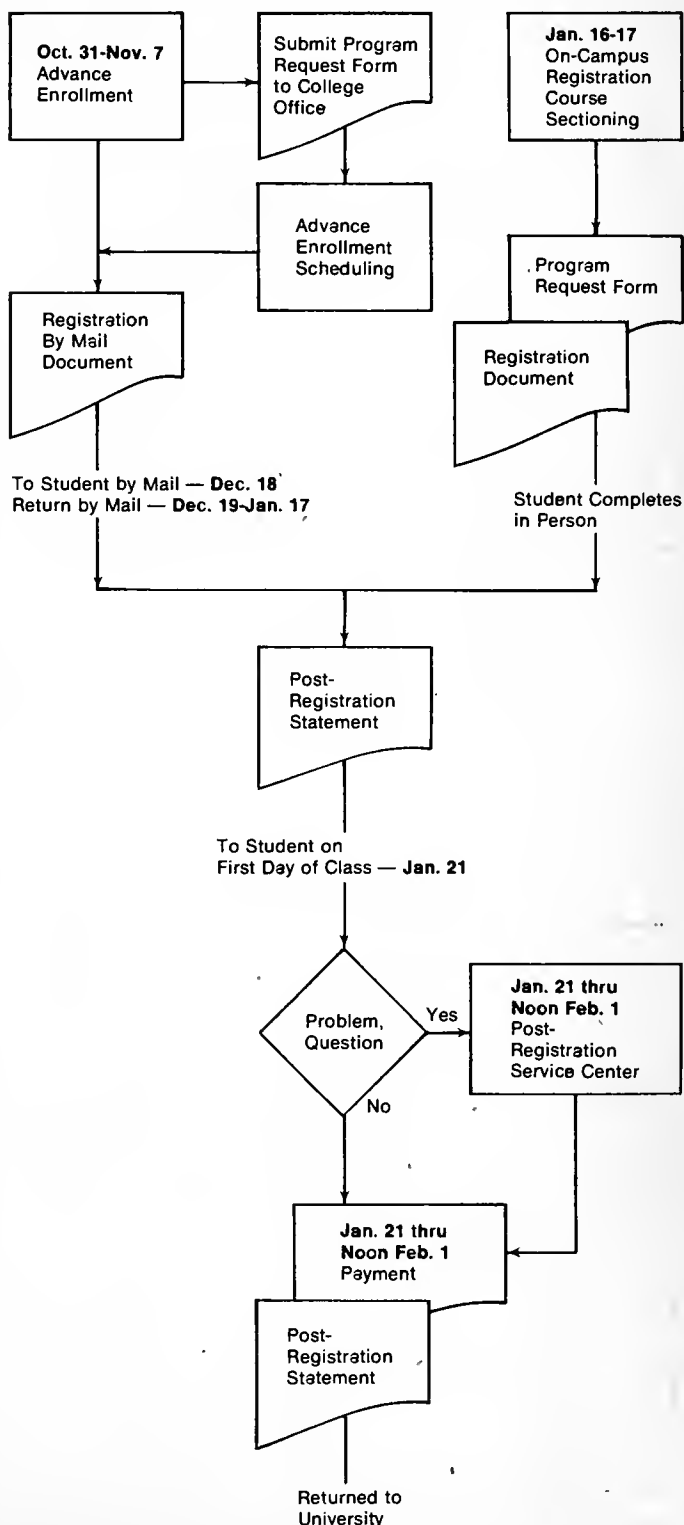 Oct. 31-Nov. 7
Advance
Enrollment
Submit Program
Request Form
to College
Office
Jan. 16-17
On-Campus
Registration
Course
Sectioning
Advance
Enrollment
Scheduling
Program
Request Form
Registration
By Mail
Document
Registration
Document
To Student by Mail — Dec. 18
Return by Mail — Dec. 19-Jan. 17
Student Completes
in Person
Post-
Registration
Statement
To Student on
First Day of Class — Jan. 21
Problem,
Question
Yes
No
Jan. 21 thru
Noon Feb. 1
Post-
Registration
Service Center
Jan. 21 thru
Noon Feb. 1
Payment
Post-
Registration
Statement
Returned to
University